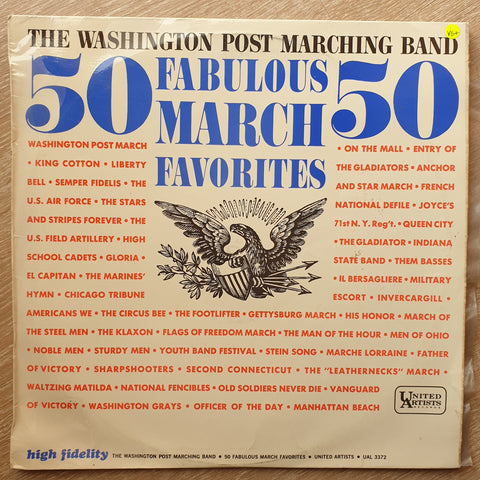 VG+
THE WASHINGTON POST MARCHING BAND
50 FABULOUS 50
MARCH
FAVORITES
WASHINGTON POST MARCH
• KING COTTON • LIBERTY
BELL • SEMPER FIDELIS • THE
U.S. AIR FORCE • THE STARS
AND STRIPES FOREVER • THE
U.S. FIELD ARTILLERY • HIGH
SCHOOL CADETS • GLORIA •
EL CAPITAN • THE MARINES'
HYMN • CHICAGO TRIBUNE
• ON THE MALL • ENTRY OF
THE GLADIATORS • ANCHOR
AND STAR MARCH • FRENCH
NATIONAL DEFILE • JOYCE'S
71st N. Y. Reg't. • QUEEN CITY
• THE GLADIATOR • INDIANA
STATE BAND • THEM BASSES
• IL BERSAGLIERE • MILITARY
ESCORT • INVERCARGILL •
AMERICANS WE • THE CIRCUS BEE • THE FOOTLIFTER • GETTYSBURG MARCH • HIS HONOR • MARCH OF
THE STEEL MEN • THE KLAXON • FLAGS OF FREEDOM MARCH • THE MAN OF THE HOUR • MEN OF OHIO
• NOBLE MEN • STURDY MEN • YOUTH BAND FESTIVAL • STEIN SONG • MARCHE LORRAINE • FATHER
OF VICTORY • SHARPSHOOTERS • SECOND CONNECTICUT • THE "LEATHERNECKS" MARCH •
WALTZING MATILDA • NATIONAL FENCIBLES • OLD SOLDIERS NEVER DIE • VANGUARD
OF VICTORY • WASHINGTON GRAYS • OFFICER OF THE DAY • MANHATTAN BEACH
UNITED
ARTISTS
RECORDS
high fidelity THE WASHINGTON POST MARCHING BAND • 50 FABULOUS MARCH FAVORITES • UNITED ARTISTS • UAL 3372